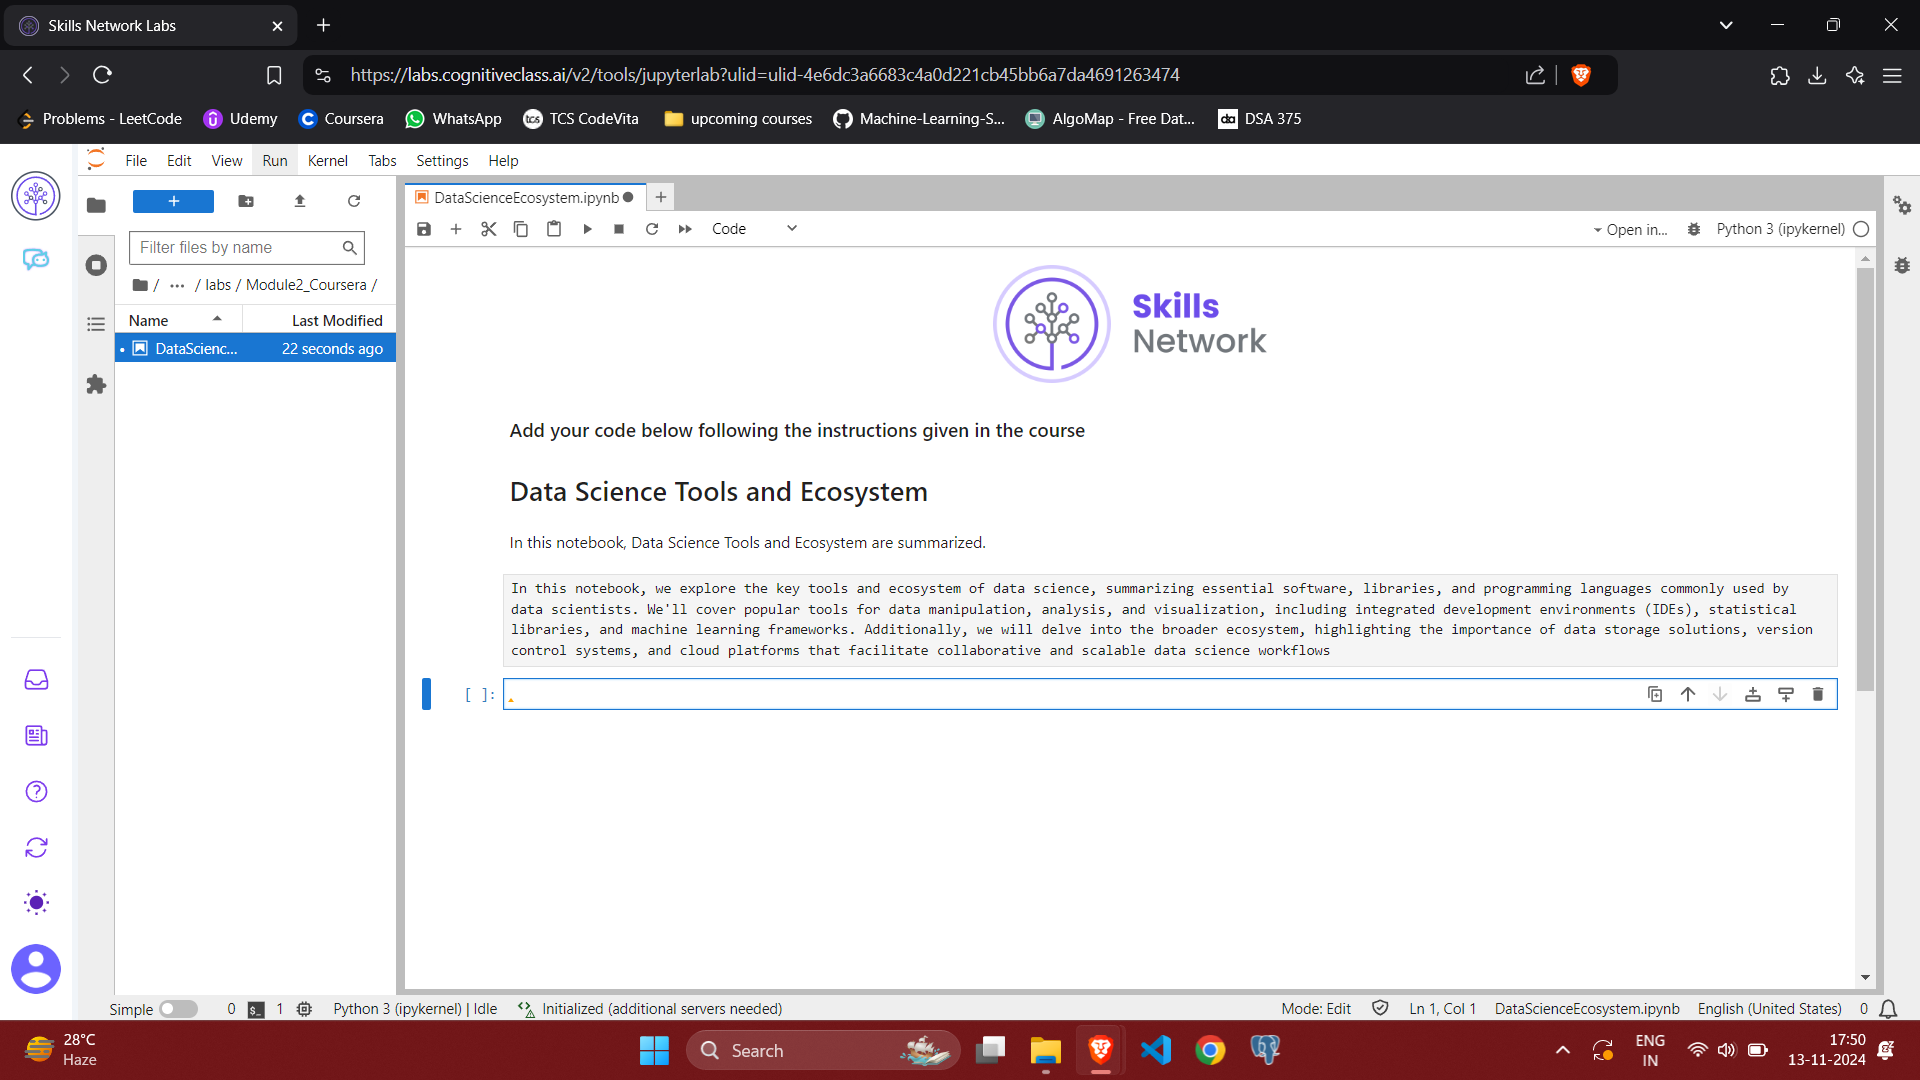 Skills Network Labs
https://labs.cognitiveclass.ai/v2/tools/jupyterlab?ulid=ulid-4e6dc3a6683c4a0d221cb45bb6a7da4691263474
Problems - LeetCode Udemy Coursera WhatsApp TCS CodeVita upcoming courses Machine-Learning-S... AlgoMap - Free Dat... DSA 375
File Edit View Run Kernel Tabs Settings Help
DataScienceEcosystem.ipynb
Code
Open in...
Python 3 (ipykernel)
Filter files by name
/ ... / labs / Module2_Coursera /
Name Last Modified
DataScienc... 22 seconds ago
Skills
Network
Add your code below following the instructions given in the course
Data Science Tools and Ecosystem
In this notebook, Data Science Tools and Ecosystem are summarized.
In this notebook, we explore the key tools and ecosystem of data science, summarizing essential software, libraries, and programming languages commonly used by
data scientists. We'll cover popular tools for data manipulation, analysis, and visualization, including integrated development environments (IDEs), statistical
libraries, and machine learning frameworks. Additionally, we will delve into the broader ecosystem, highlighting the importance of data storage solutions, version
control systems, and cloud platforms that facilitate collaborative and scalable data science workflows
[ ]:
Simple 0 $_ 1 Python 3 (ipykernel) | Idle Initialized (additional servers needed) Mode: Edit Ln 1, Col 1 DataScienceEcosystem.ipynb English (United States) 0
28°C
Haze
Search
ENG
IN
17:50
13-11-2024